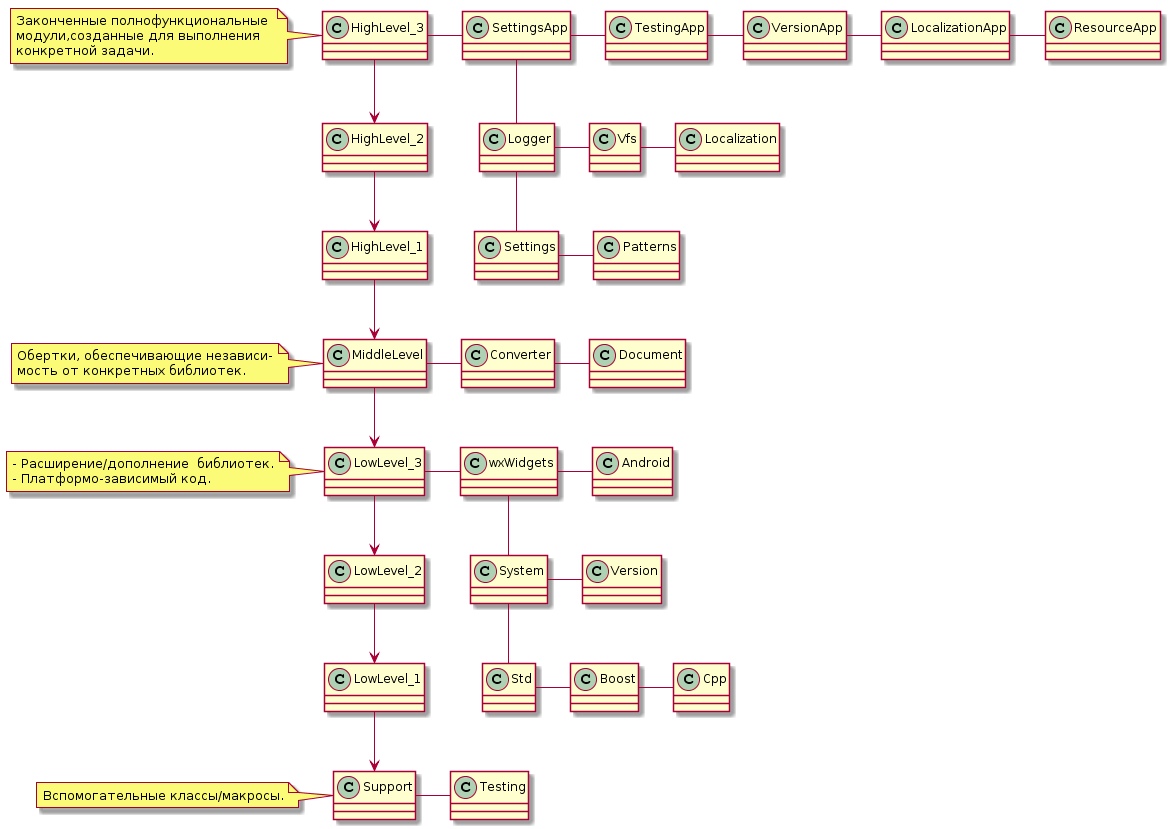 Законченные полнофункциональные
модули,созданные для выполнения
конкретной задачи.
C HighLevel_3
C SettingsApp
C TestingApp
C VersionApp
C LocalizationApp
C ResourceApp
C HighLevel_2
C Logger
C Vfs
C Localization
C HighLevel_1
C Settings
C Patterns
Обертки, обеспечивающие независи-
мость от конкретных библиотек.
C MiddleLevel
C Converter
C Document
- Расширение/дополнение  библиотек.
- Платформо-зависимый код.
C LowLevel_3
C wxWidgets
C Android
C LowLevel_2
C System
C Version
C LowLevel_1
C Std
C Boost
C Cpp
Вспомогательные классы/макросы.
C Support
C Testing